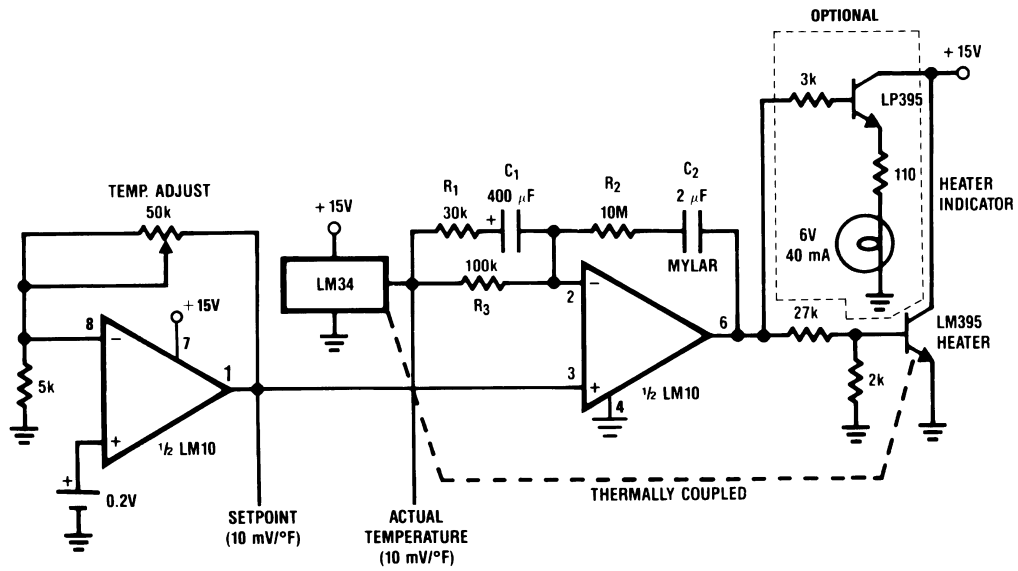 OPTIONAL
+15V
3k
LP395
110
HEATER
INDICATOR
6V
40 mA
TEMP. ADJUST
50k
+15V
R1
30k
C1
400 µF
+
R2
10M
C2
2 µF
MYLAR
LM34
100k
R3
+15V
8
−
7
1
5k
+
½ LM10
+
0.2V
2
−
3
+
6
4
½ LM10
27k
2k
LM395
HEATER
THERMALLY COUPLED
SETPOINT
(10 mV/°F)
ACTUAL
TEMPERATURE
(10 mV/°F)